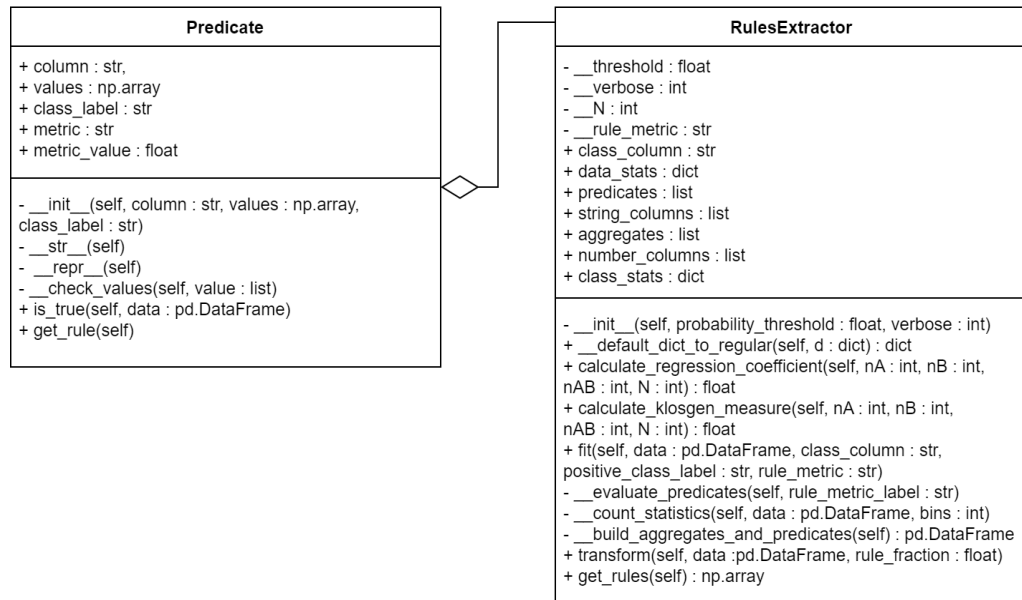 Predicate
+ column : str,
+ values : np.array
+ class_label : str
+ metric : str
+ metric_value : float
- __init__(self, column : str, values : np.array,
class_label : str)
- __str__(self)
- __repr__(self)
- __check_values(self, value : list)
+ is_true(self, data : pd.DataFrame)
+ get_rule(self)
RulesExtractor
- __threshold : float
- __verbose : int
- __N : int
- __rule_metric : str
+ class_column : str
+ data_stats : dict
+ predicates : list
+ string_columns : list
+ aggregates : list
+ number_columns : list
+ class_stats : dict
- __init__(self, probability_threshold : float, verbose : int)
+ __default_dict_to_regular(self, d : dict) : dict
+ calculate_regression_coefficient(self, nA : int, nB : int,
nAB : int, N : int) : float
+ calculate_klosgen_measure(self, nA : int, nB : int,
nAB : int, N : int) : float
+ fit(self, data : pd.DataFrame, class_column : str,
positive_class_label : str, rule_metric : str)
- __evaluate_predicates(self, rule_metric_label : str)
- __count_statistics(self, data : pd.DataFrame, bins : int)
- __build_aggregates_and_predicates(self) : pd.DataFrame
+ transform(self, data :pd.DataFrame, rule_fraction : float)
+ get_rules(self) : np.array